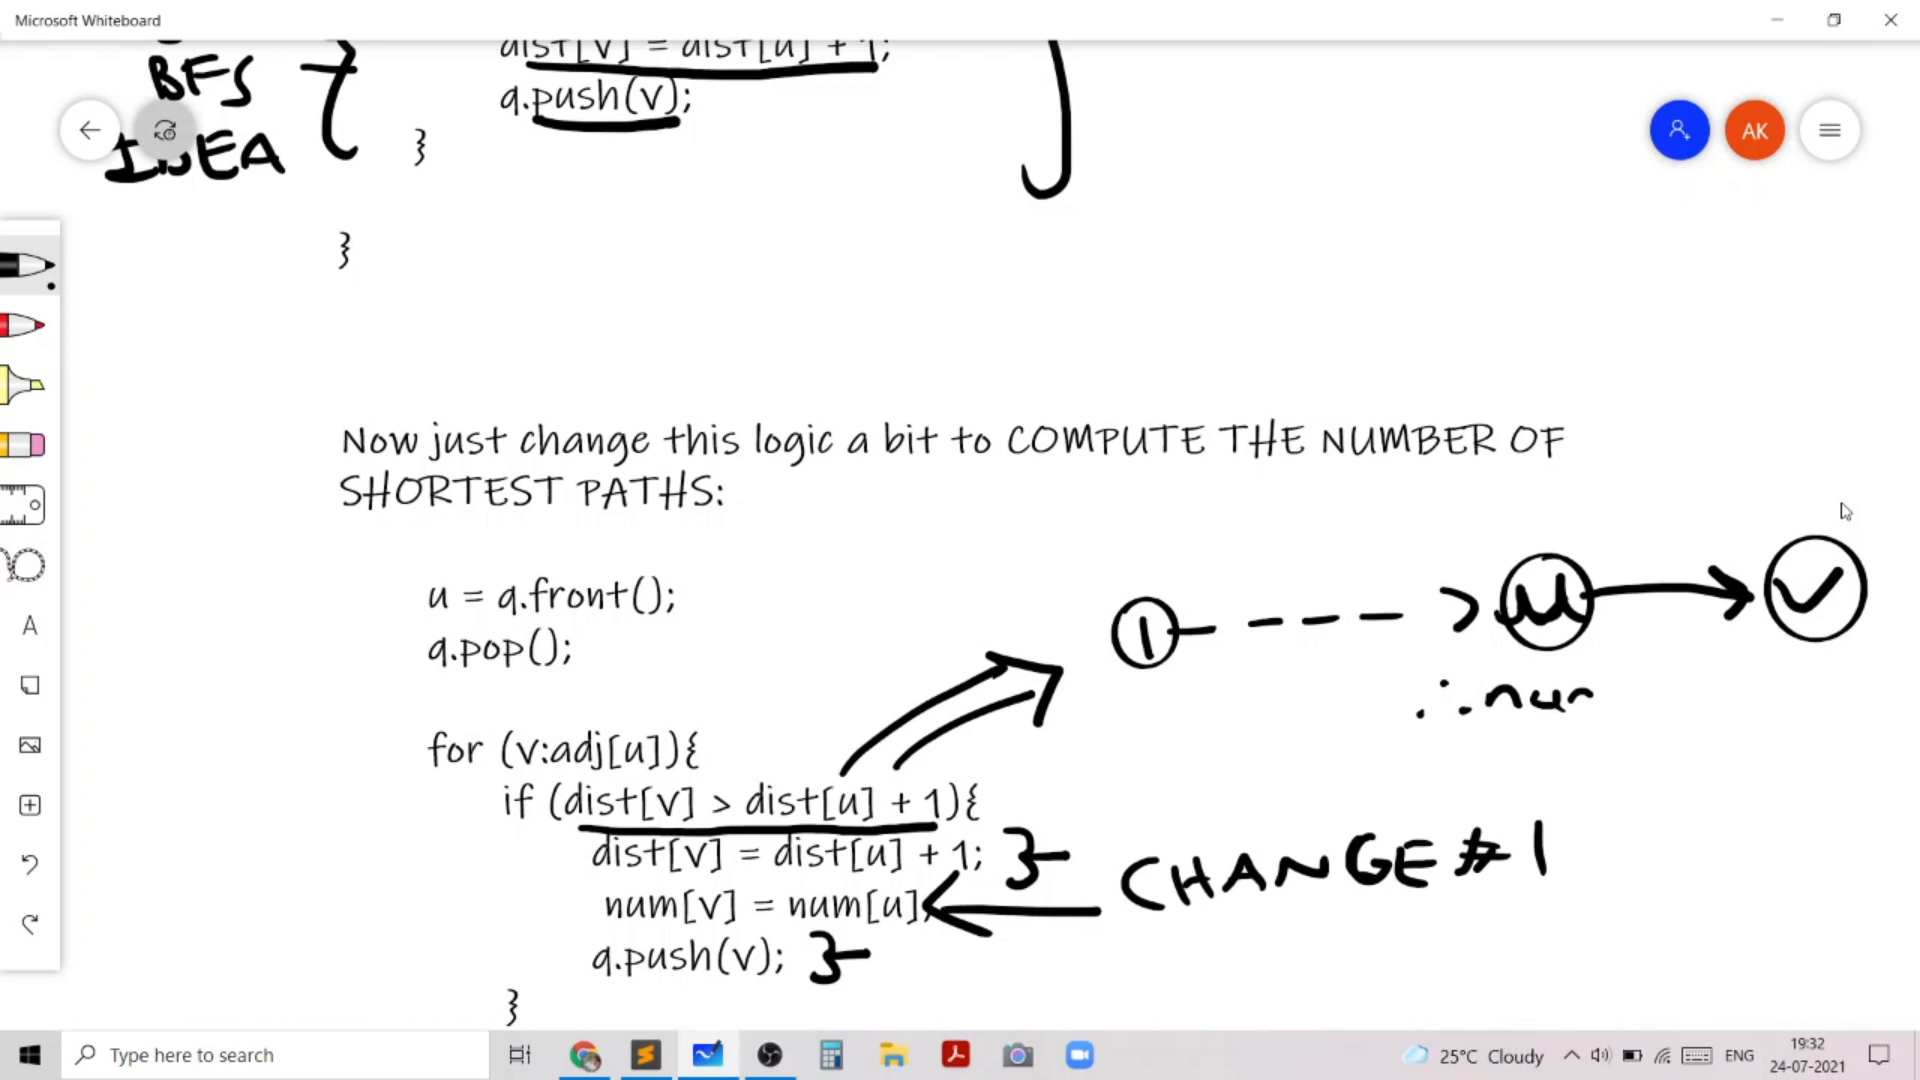 Microsoft Whiteboard
dist[v] = dist[u] + 1;
BFS
q.push(v);
IDEA
}
AK
}
Now just change this logic a bit to COMPUTE THE NUMBER OF
SHORTEST PATHS:
u = q.front();
q.pop();
1 u v
∴ num
for (v:adj[u]){
if (dist[v] > dist[u] + 1){
dist[v] = dist[u] + 1;
CHANGE #1
num[v] = num[u];
q.push(v);
}
A
Type here to search
25°C Cloudy
ENG
19:32
24-07-2021